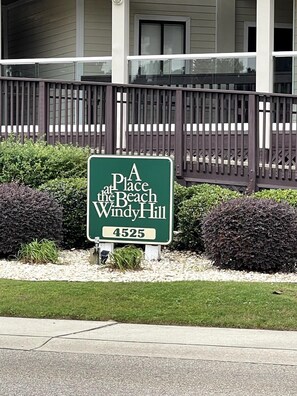 A
Place
at
the Beach
Windy Hill
4525